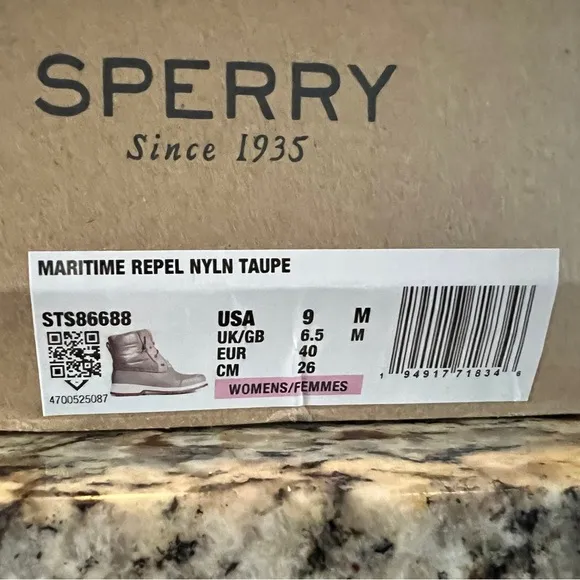 SPERRY
Since 1935
MARITIME REPEL NYLN TAUPE
STS86688
4700525087
USA 9 M
UK/GB 6.5 M
EUR 40
CM 26
WOMENS/FEMMES
1 94917 71834 8